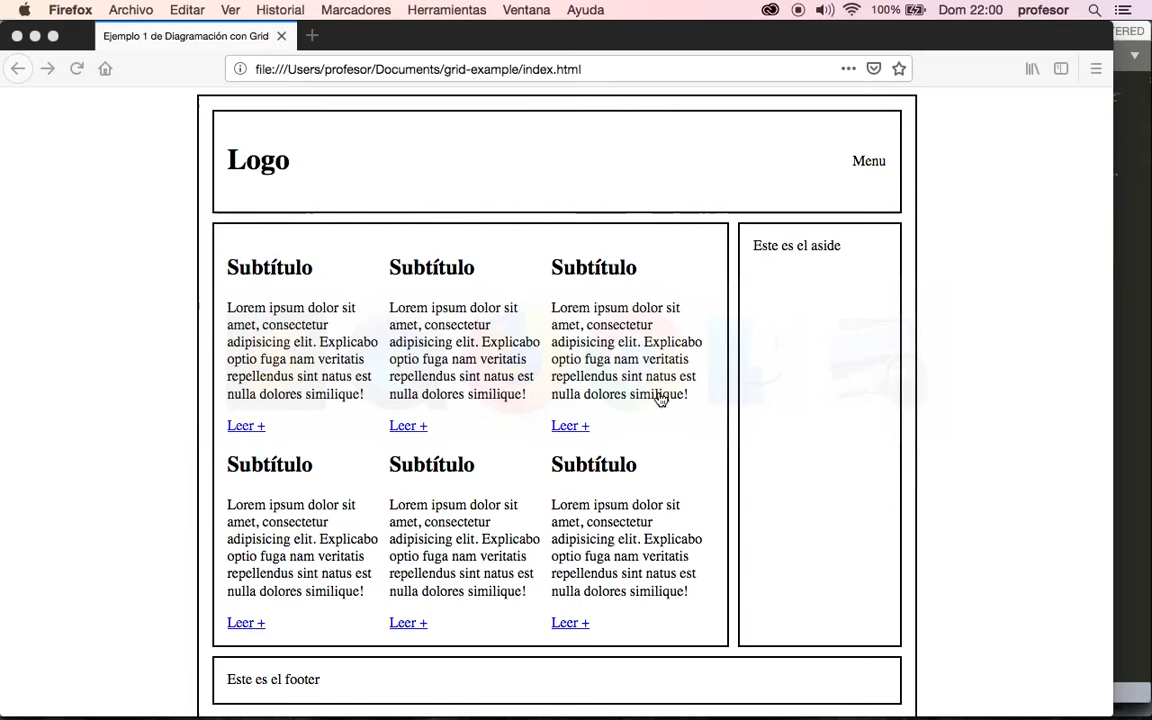 Firefox Archivo Editar Ver Historial Marcadores Herramientas Ventana Ayuda 100% Dom 22:00 profesor
Ejemplo 1 de Diagramación con Grid
file:///Users/profesor/Documents/grid-example/index.html
Logo
Menu
Subtítulo
Lorem ipsum dolor sit
amet, consectetur
adipisicing elit. Explicabo
optio fuga nam veritatis
repellendus sint natus est
nulla dolores similique!
Leer +
Subtítulo
Lorem ipsum dolor sit
amet, consectetur
adipisicing elit. Explicabo
optio fuga nam veritatis
repellendus sint natus est
nulla dolores similique!
Leer +
Subtítulo
Lorem ipsum dolor sit
amet, consectetur
adipisicing elit. Explicabo
optio fuga nam veritatis
repellendus sint natus est
nulla dolores similique!
Leer +
Subtítulo
Lorem ipsum dolor sit
amet, consectetur
adipisicing elit. Explicabo
optio fuga nam veritatis
repellendus sint natus est
nulla dolores similique!
Leer +
Subtítulo
Lorem ipsum dolor sit
amet, consectetur
adipisicing elit. Explicabo
optio fuga nam veritatis
repellendus sint natus est
nulla dolores similique!
Leer +
Subtítulo
Lorem ipsum dolor sit
amet, consectetur
adipisicing elit. Explicabo
optio fuga nam veritatis
repellendus sint natus est
nulla dolores similique!
Leer +
Este es el aside
Este es el footer